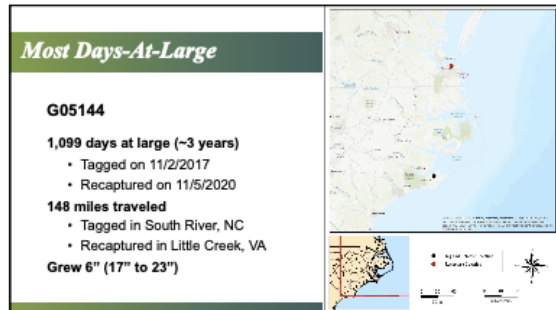 Most Days-At-Large
G05144
1,099 days at large (~3 years)
• Tagged on 11/2/2017
• Recaptured on 11/5/2020
148 miles traveled
• Tagged in South River, NC
• Recaptured in Little Creek, VA
Grew 6” (17” to 23”)